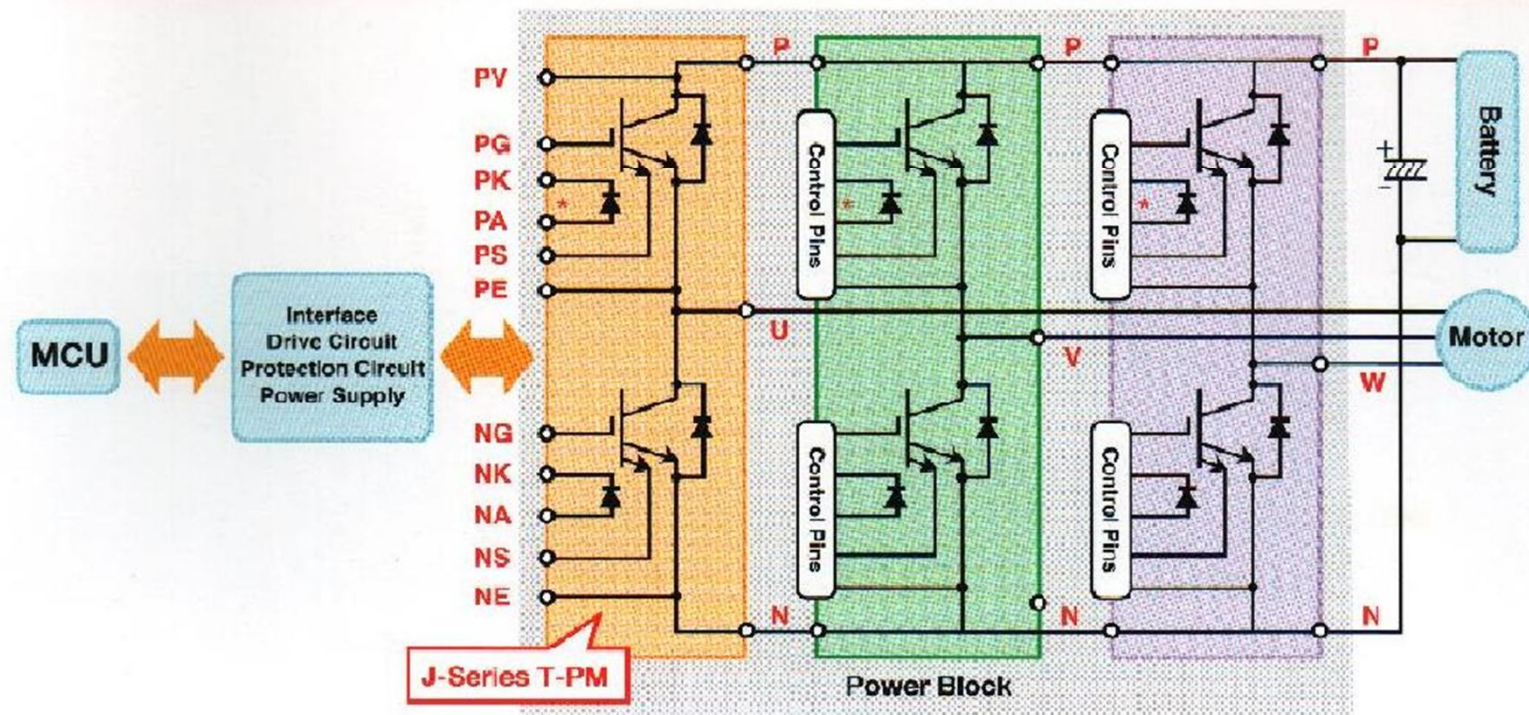 PV
PG
PK
*
PA
PS
PE
NG
NK
NA
NS
NE
MCU
Interface
Drive Circuit
Protection Circuit
Power Supply
J-Series T-PM
P
U
N
Control Pins
*
Control Pins
P
V
N
Control Pins
*
Control Pins
P
W
N
+
-
Battery
Motor
Power Block